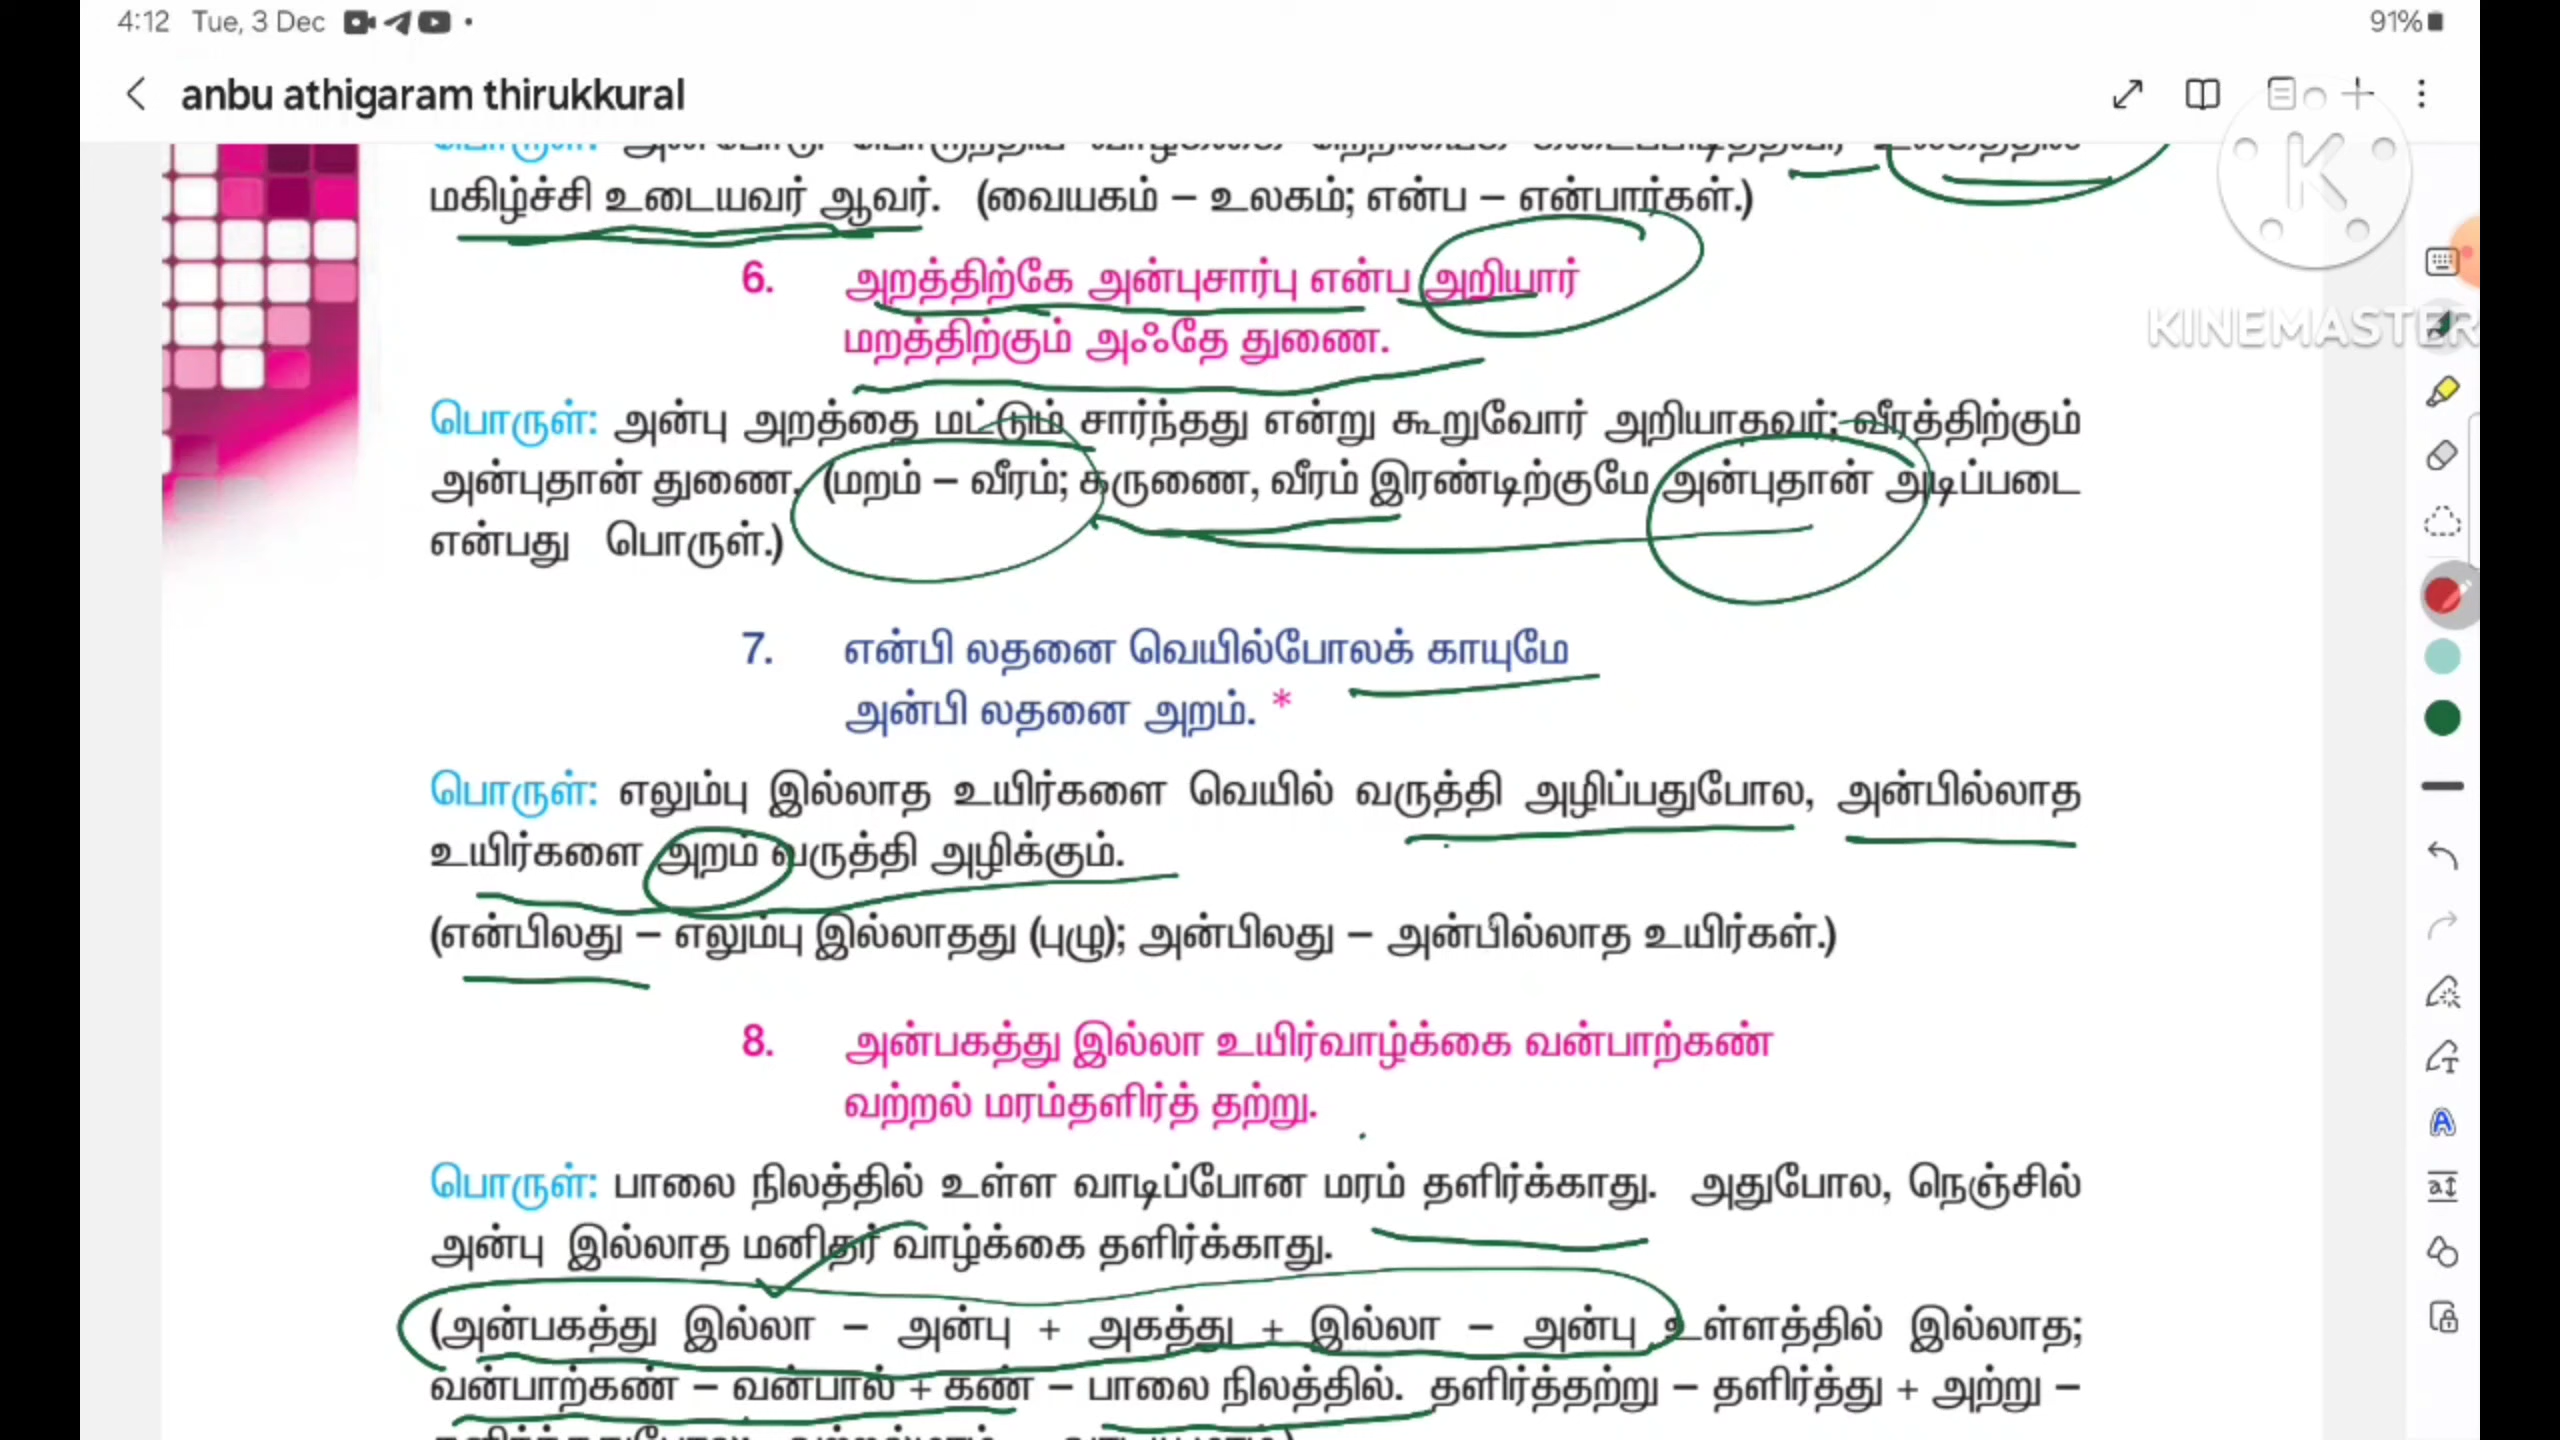 4:12 Tue, 3 Dec
91%
anbu athigaram thirukkural
KINEMASTER
மகிழ்ச்சி உடையவர் ஆவர். (வையகம் – உலகம்; என்ப – என்பார்கள்.)
6. அறத்திற்கே அன்புசார்பு என்ப அறியார்
மறத்திற்கும் அஃதே துணை.
பொருள்: அன்பு அறத்தை மட்டும் சார்ந்தது என்று கூறுவோர் அறியாதவர்; வீரத்திற்கும்
அன்புதான் துணை. (மறம் – வீரம்; கருணை, வீரம் இரண்டிற்குமே அன்புதான் அடிப்படை
என்பது பொருள்.)
7. என்பி லதனை வெயில்போலக் காயுமே
அன்பி லதனை அறம். *
பொருள்: எலும்பு இல்லாத உயிர்களை வெயில் வருத்தி அழிப்பதுபோல, அன்பில்லாத
உயிர்களை அறம் வருத்தி அழிக்கும்.
(என்பிலது – எலும்பு இல்லாதது (புழு); அன்பிலது – அன்பில்லாத உயிர்கள்.)
8. அன்பகத்து இல்லா உயிர்வாழ்க்கை வன்பாற்கண்
வற்றல் மரம்தளிர்த் தற்று.
பொருள்: பாலை நிலத்தில் உள்ள வாடிப்போன மரம் தளிர்க்காது. அதுபோல, நெஞ்சில்
அன்பு இல்லாத மனிதர் வாழ்க்கை தளிர்க்காது.
(அன்பகத்து இல்லா – அன்பு + அகத்து + இல்லா – அன்பு உள்ளத்தில் இல்லாத;
வன்பாற்கண் – வன்பால் + கண் – பாலை நிலத்தில். தளிர்த்தற்று – தளிர்த்து + அற்று –